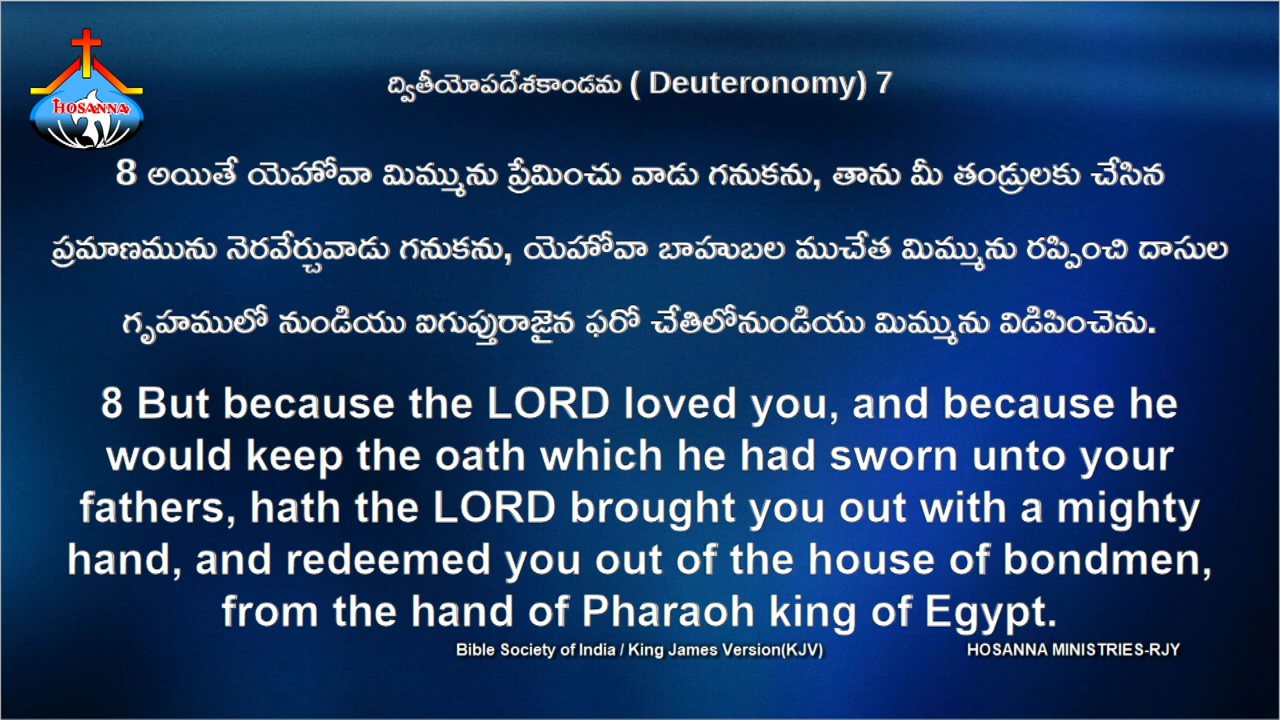 HOSANNA
ద్వితీయోపదేశకాండమ ( Deuteronomy) 7
8 అయితే యెహోవా మిమ్మును ప్రేమించు వాడు గనుకను, తాను మీ తండ్రులకు చేసిన
ప్రమాణమును నెరవేర్చువాడు గనుకను, యెహోవా బాహుబల ముచేత మిమ్మును రప్పించి దాసుల
గృహములో నుండియు ఐగుప్తురాజైన ఫరో చేతిలోనుండియు మిమ్మును విడిపించెను.
8 But because the LORD loved you, and because he
would keep the oath which he had sworn unto your
fathers, hath the LORD brought you out with a mighty
hand, and redeemed you out of the house of bondmen,
from the hand of Pharaoh king of Egypt.
Bible Society of India / King James Version(KJV) HOSANNA MINISTRIES-RJY